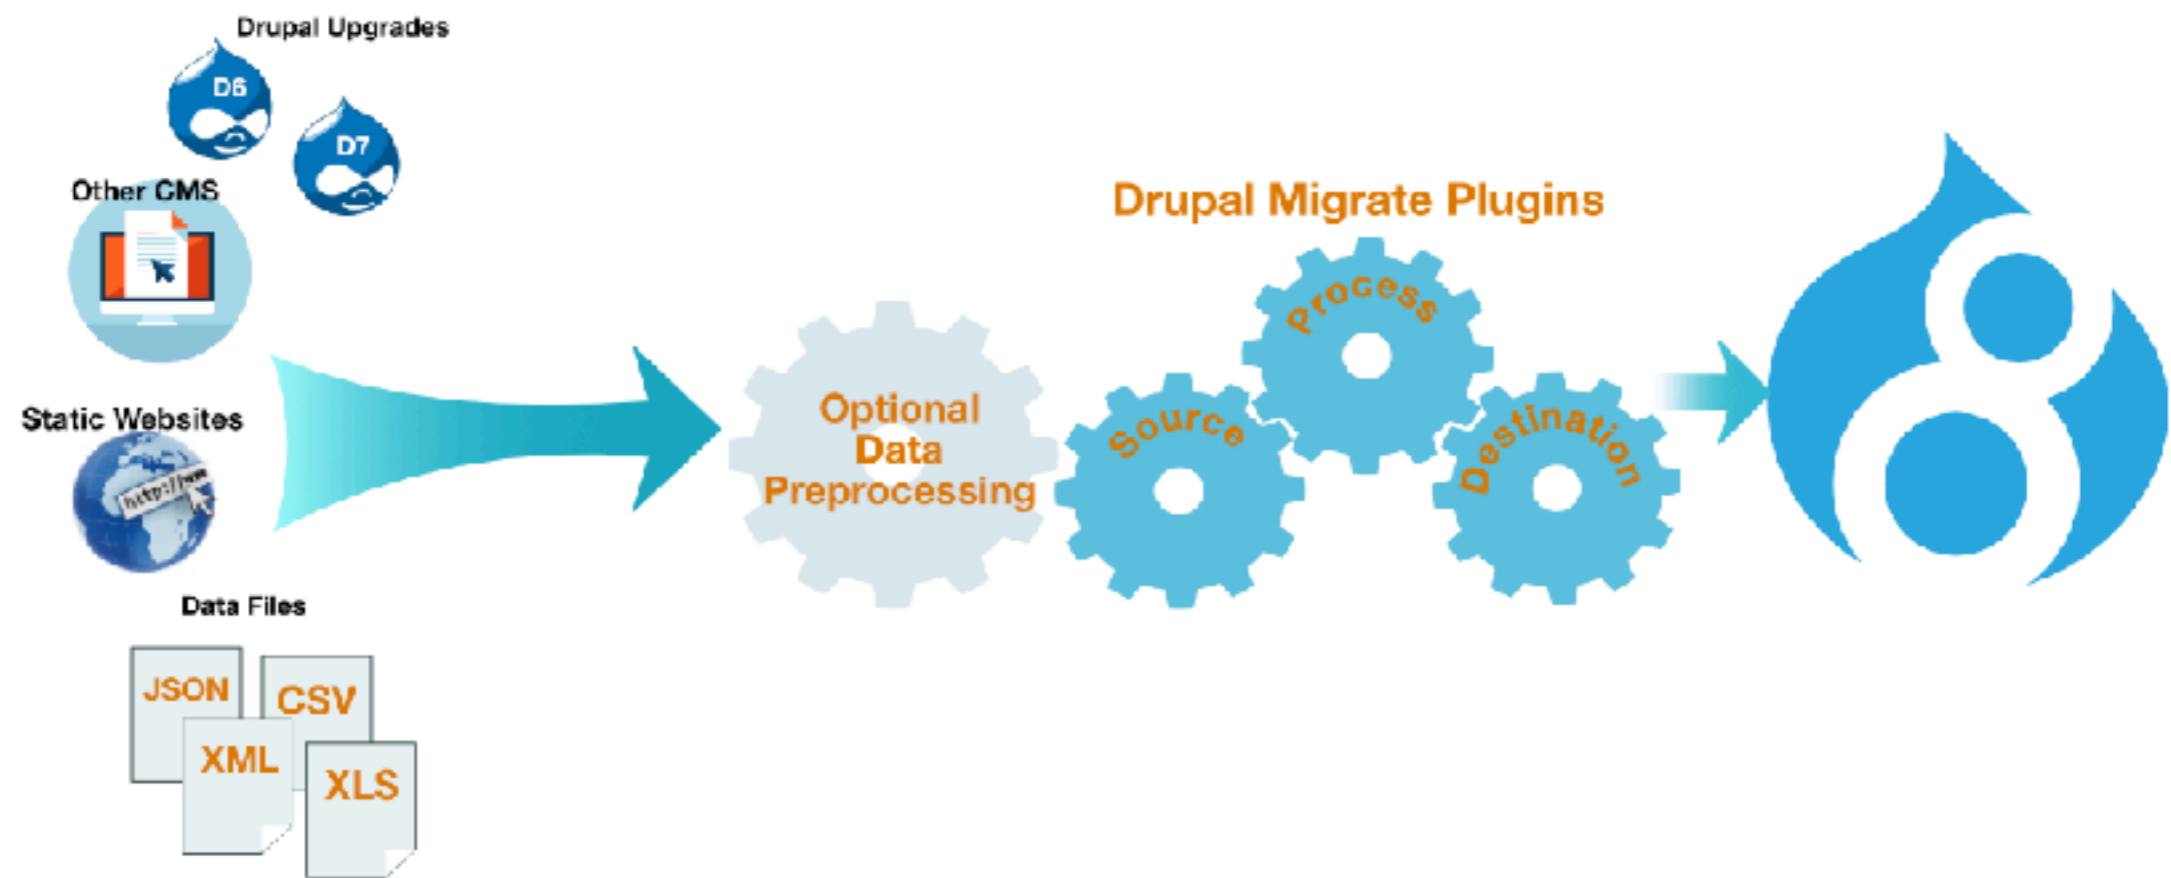 Drupal Upgrades
D6
D7
Other CMS
Static Websites
http://www
Data Files
JSON
CSV
XML
XLS
Optional
Data
Preprocessing
Drupal Migrate Plugins
Source
Process
Destination
8